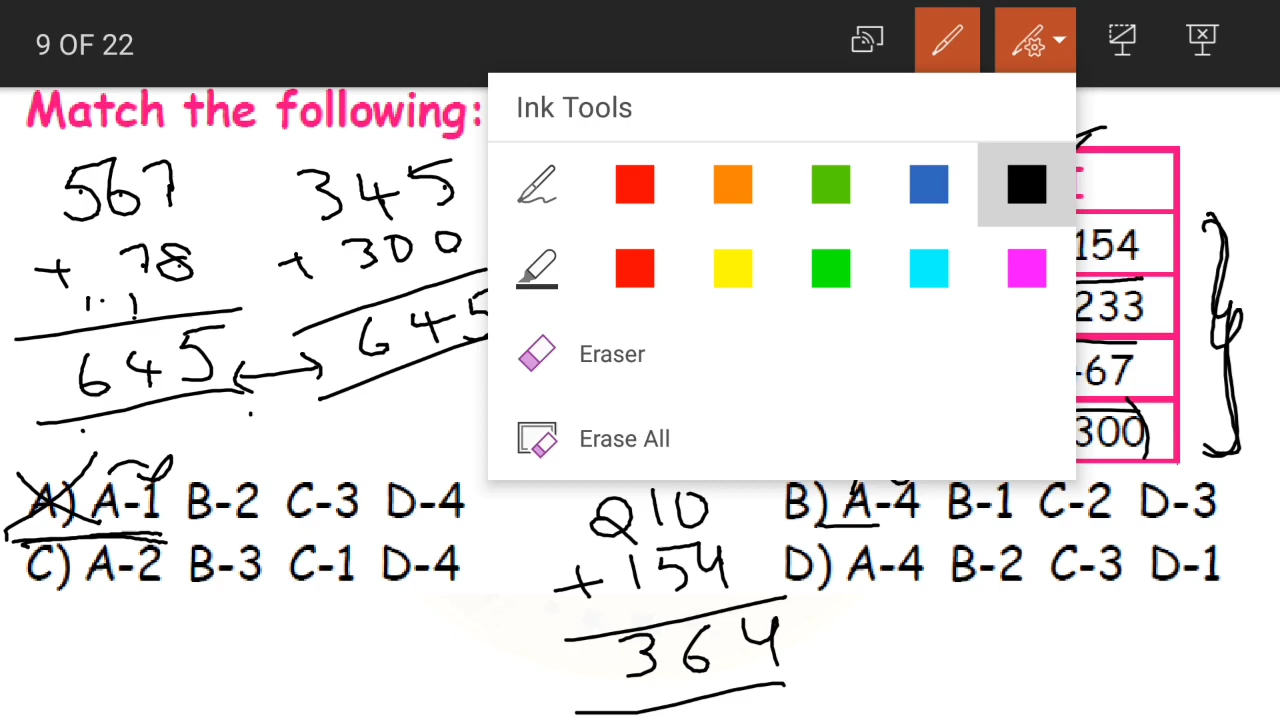 9 OF 22
Match the following:
Ink Tools
567
+ 78
645
345
+ 300
645
Eraser
Erase All
154
233
-67
300
A) A-1 B-2 C-3 D-4
B) A-4 B-1 C-2 D-3
C) A-2 B-3 C-1 D-4
D) A-4 B-2 C-3 D-1
210
+ 154
364